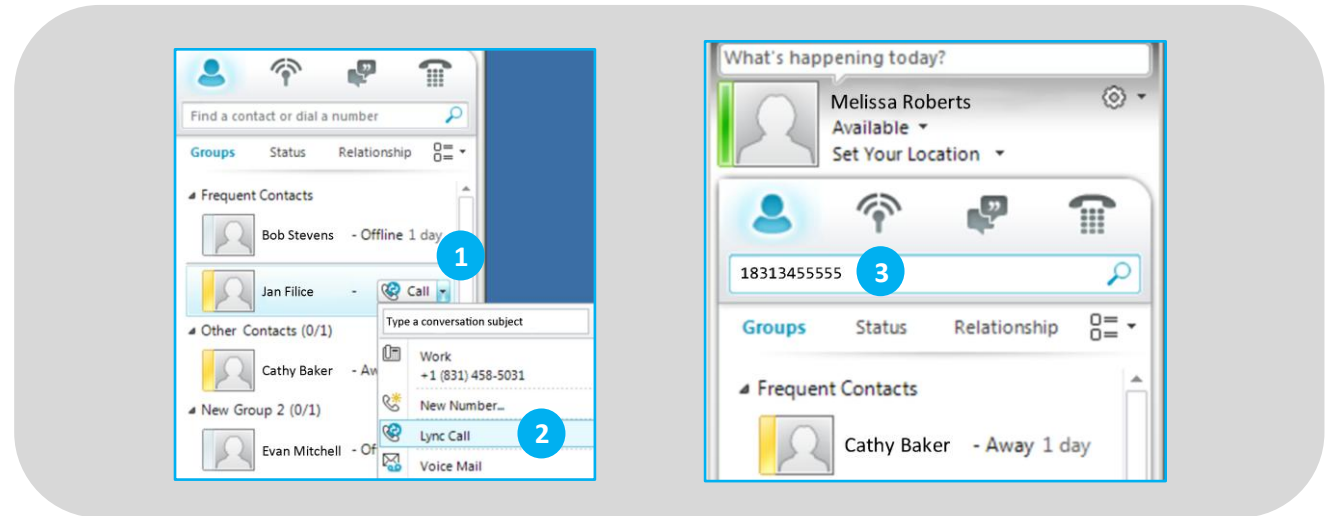 Find a contact or dial a number
Groups Status Relationship
Frequent Contacts
Bob Stevens - Offline 1 day
1
Jan Filice - Call
Type a conversation subject
Other Contacts (0/1)
Work
+1 (831) 458-5031
Cathy Baker - Aw
New Number...
New Group 2 (0/1)
Lync Call 2
Evan Mitchell - Of
Voice Mail
What's happening today?
Melissa Roberts
Available
Set Your Location
18313455555 3
Groups Status Relationship
Frequent Contacts
Cathy Baker - Away 1 day